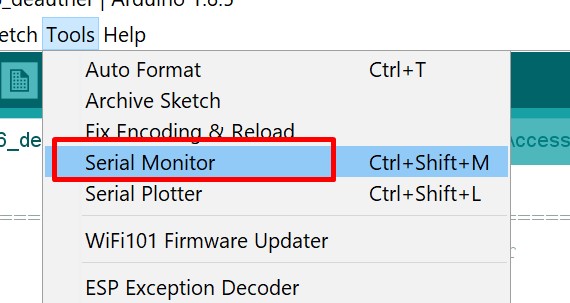 6_deauther | Arduino 1.8.5
etch Tools Help
Auto Format Ctrl+T
Archive Sketch
Fix Encoding & Reload
6_de
Serial Monitor Ctrl+Shift+M
Access
Serial Plotter Ctrl+Shift+L
WiFi101 Firmware Updater
ESP Exception Decoder